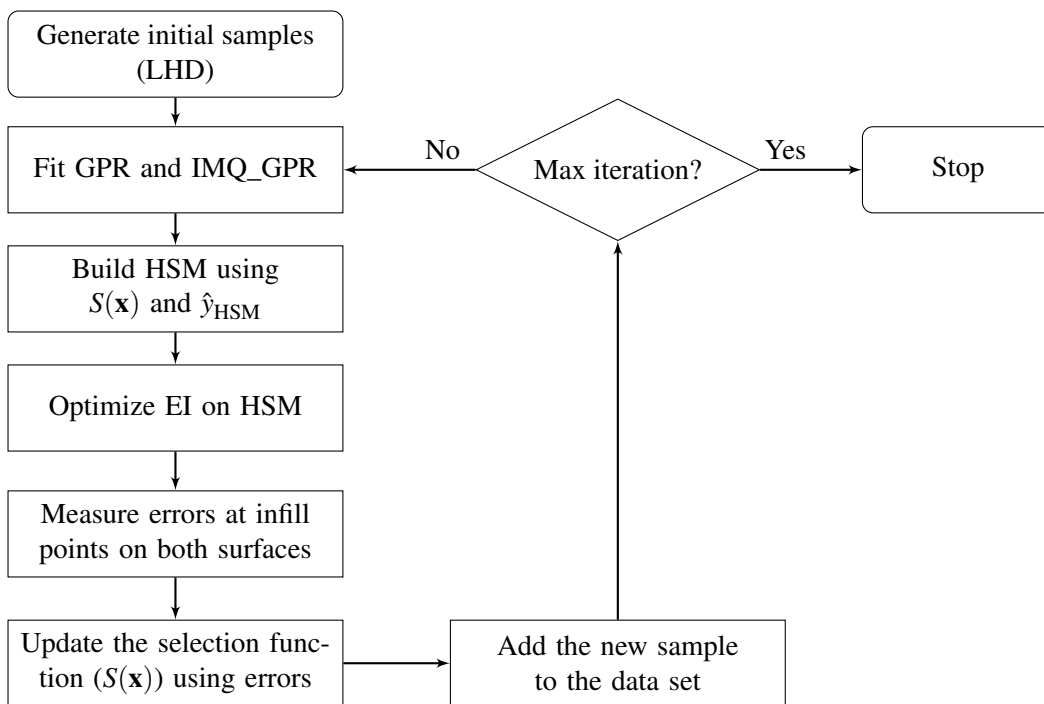 Generate initial samples
(LHD)
Fit GPR and IMQ_GPR
Build HSM using
S(x) and ŷ_HSM
Optimize EI on HSM
Measure errors at infill
points on both surfaces
Update the selection func-
tion (S(x)) using errors
Add the new sample
to the data set
Max iteration?
No
Yes
Stop